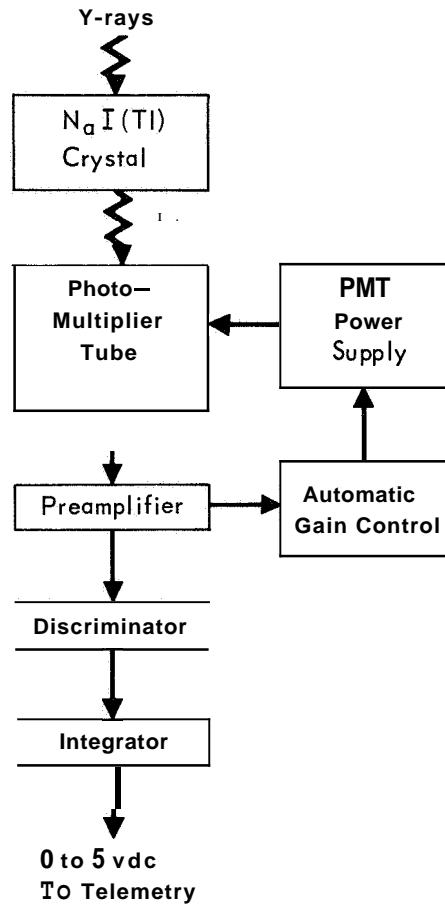 Y-rays
NaI(Tl)
Crystal
I .
Photo—
Multiplier
Tube
PMT
Power
Supply
Preamplifier
Automatic
Gain Control
Discriminator
Integrator
0 to 5 vdc
To Telemetry